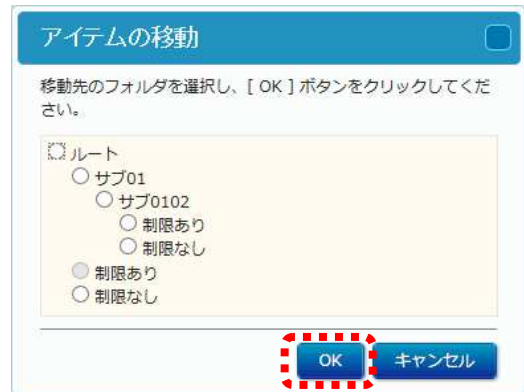 アイテムの移動
移動先のフォルダを選択し、[ OK ] ボタンをクリックしてくだ
さい。
ルート
サブ01
サブ0102
制限あり
制限なし
制限あり
制限なし
OK キャンセル